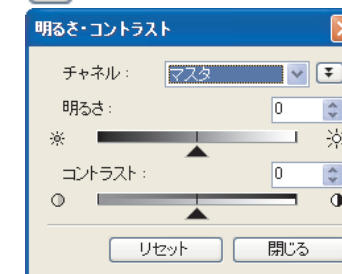 明るさ・コントラスト
チャネル： マスタ
明るさ： 0
コントラスト： 0
リセット 閉じる